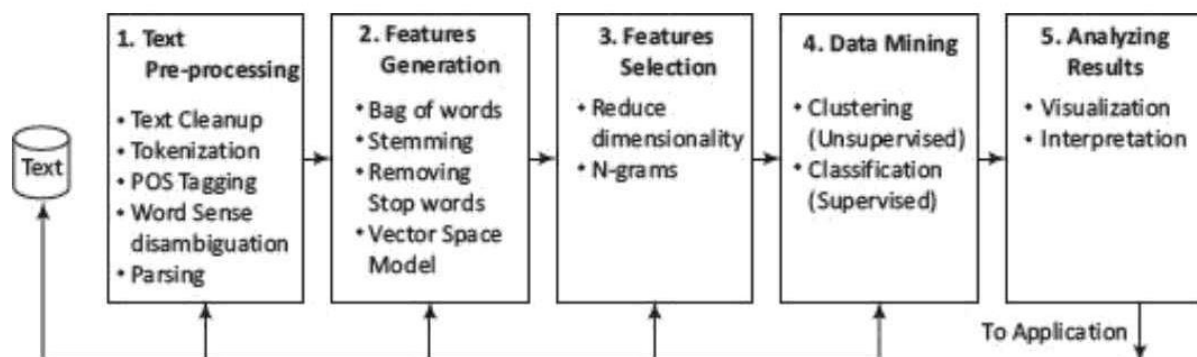 Text
1. Text
Pre-processing
• Text Cleanup
• Tokenization
• POS Tagging
• Word Sense
disambiguation
• Parsing
2. Features
Generation
• Bag of words
• Stemming
• Removing
Stop words
• Vector Space
Model
3. Features
Selection
• Reduce
dimensionality
• N-grams
4. Data Mining
• Clustering
(Unsupervised)
• Classification
(Supervised)
5. Analyzing
Results
• Visualization
• Interpretation
To Application